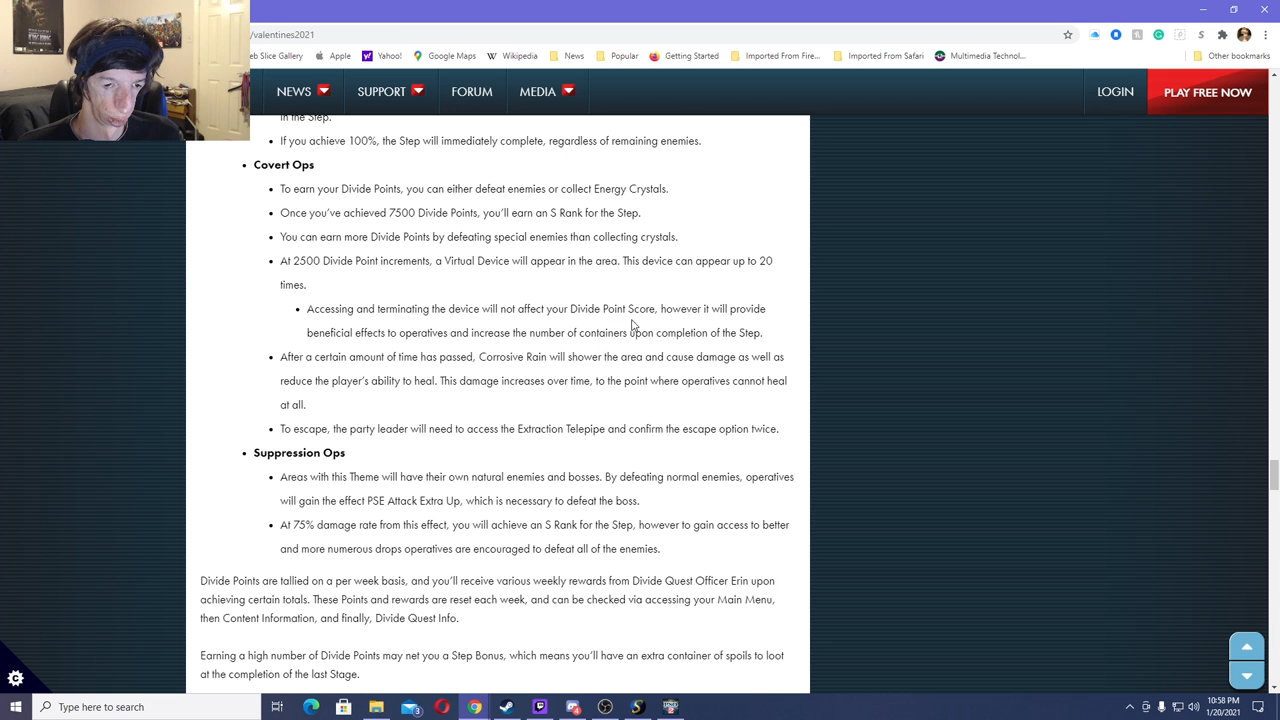 /valentines2021
eb Slice Gallery Apple Yahoo! Google Maps Wikipedia News Popular Getting Started Imported From Fire... Imported From Safari Multimedia Technol... Other bookmarks
NEWS SUPPORT FORUM MEDIA LOGIN PLAY FREE NOW
in the Step.
• If you achieve 100%, the Step will immediately complete, regardless of remaining enemies.
• Covert Ops
• To earn your Divide Points, you can either defeat enemies or collect Energy Crystals.
• Once you've achieved 7500 Divide Points, you'll earn an S Rank for the Step.
• You can earn more Divide Points by defeating special enemies than collecting crystals.
• At 2500 Divide Point increments, a Virtual Device will appear in the area. This device can appear up to 20
times.
• Accessing and terminating the device will not affect your Divide Point Score, however it will provide
beneficial effects to operatives and increase the number of containers upon completion of the Step.
• After a certain amount of time has passed, Corrosive Rain will shower the area and cause damage as well as
reduce the player's ability to heal. This damage increases over time, to the point where operatives cannot heal
at all.
• To escape, the party leader will need to access the Extraction Telepipe and confirm the escape option twice.
• Suppression Ops
• Areas with this Theme will have their own natural enemies and bosses. By defeating normal enemies, operatives
will gain the effect PSE Attack Extra Up, which is necessary to defeat the boss.
• At 75% damage rate from this effect, you will achieve an S Rank for the Step, however to gain access to better
and more numerous drops operatives are encouraged to defeat all of the enemies.
Divide Points are tallied on a per week basis, and you'll receive various weekly rewards from Divide Quest Officer Erin upon
achieving certain totals. These Points and rewards are reset each week, and can be checked via accessing your Main Menu,
then Content Information, and finally, Divide Quest Info.
Earning a high number of Divide Points may net you a Step Bonus, which means you'll have an extra container of spoils to loot
at the completion of the last Stage.
Type here to search
10:58 PM
1/20/2021